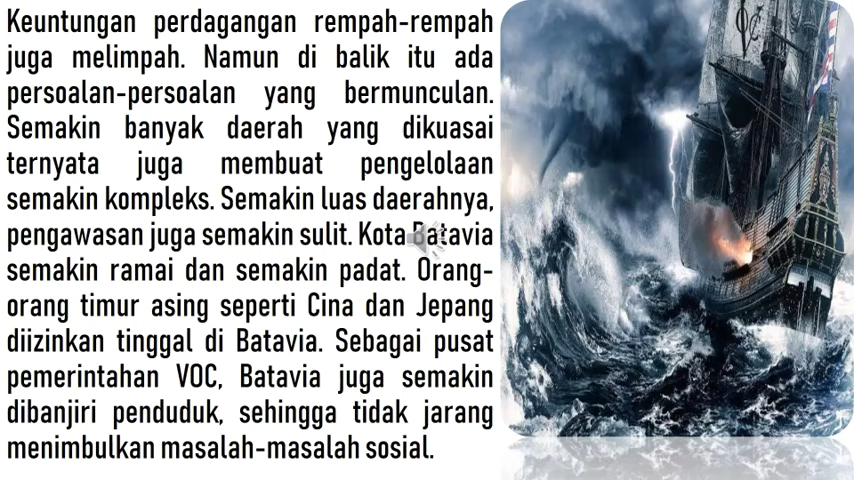 Keuntungan perdagangan rempah-rempah
juga melimpah. Namun di balik itu ada
persoalan-persoalan yang bermunculan.
Semakin banyak daerah yang dikuasai
ternyata juga membuat pengelolaan
semakin kompleks. Semakin luas daerahnya,
pengawasan juga semakin sulit. Kota Batavia
semakin ramai dan semakin padat. Orang-
orang timur asing seperti Cina dan Jepang
diizinkan tinggal di Batavia. Sebagai pusat
pemerintahan VOC, Batavia juga semakin
dibanjiri penduduk, sehingga tidak jarang
menimbulkan masalah-masalah sosial.